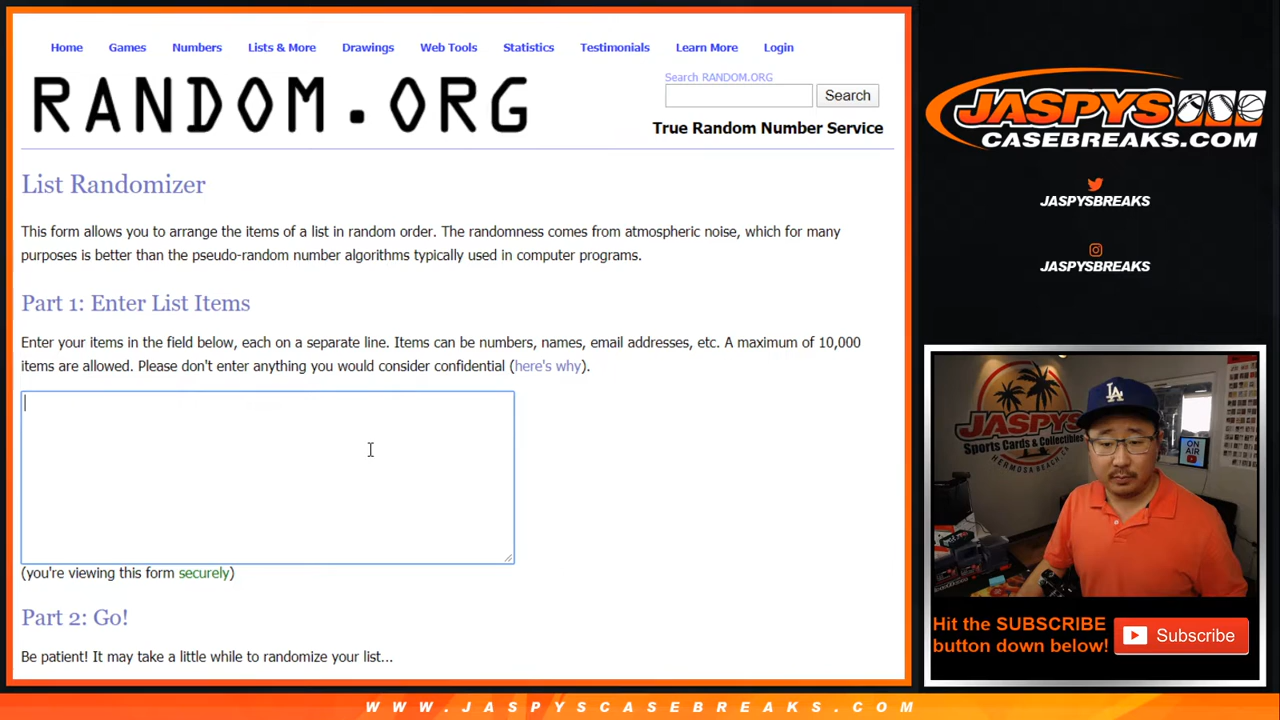 Home Games Numbers Lists & More Drawings Web Tools Statistics Testimonials Learn More Login
RANDOM.ORG
Search RANDOM.ORG
Search
True Random Number Service
List Randomizer
This form allows you to arrange the items of a list in random order. The randomness comes from atmospheric noise, which for many
purposes is better than the pseudo-random number algorithms typically used in computer programs.
Part 1: Enter List Items
Enter your items in the field below, each on a separate line. Items can be numbers, names, email addresses, etc. A maximum of 10,000
items are allowed. Please don't enter anything you would consider confidential (here's why).
(you're viewing this form securely)
Part 2: Go!
Be patient! It may take a little while to randomize your list...
JASPYS
CASEBREAKS.COM
JASPYSBREAKS
JASPYSBREAKS
JASPYS
Sports Cards & Collectibles
HERMOSA BEACH, CA
LA
ON AIR
Hit the SUBSCRIBE
button down below!
Subscribe
WWW.JASPYSCASEBREAKS.COM